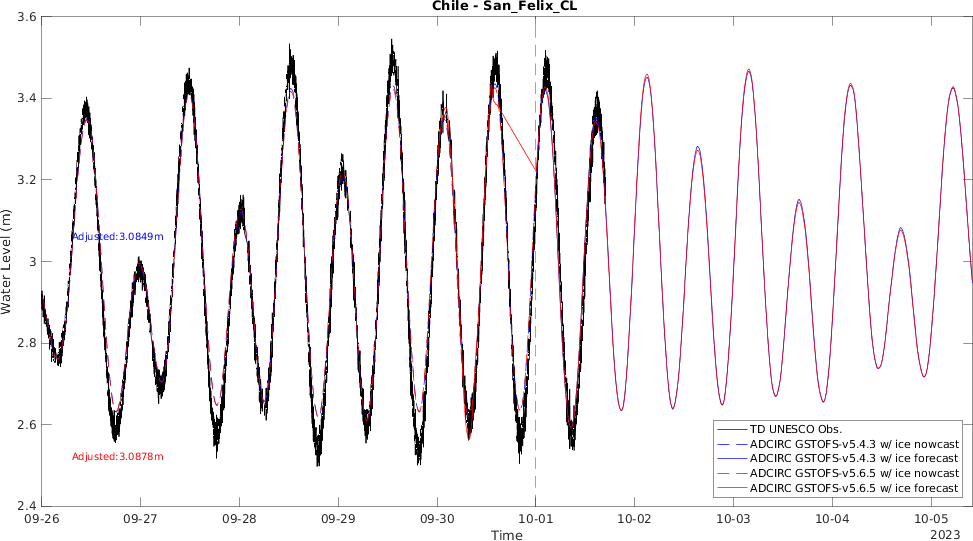 Chile - San_Felix_CL
3.6
3.4
3.2
3
2.8
2.6
2.4
Water Level (m)
Adjusted:3.0849m
Adjusted:3.0878m
TD UNESCO Obs.
ADCIRC GSTOFS-v5.4.3 w/ ice nowcast
ADCIRC GSTOFS-v5.4.3 w/ ice forecast
ADCIRC GSTOFS-v5.6.5 w/ ice nowcast
ADCIRC GSTOFS-v5.6.5 w/ ice forecast
09-26 09-27 09-28 09-29 09-30 10-01 10-02 10-03 10-04 10-05
Time
2023